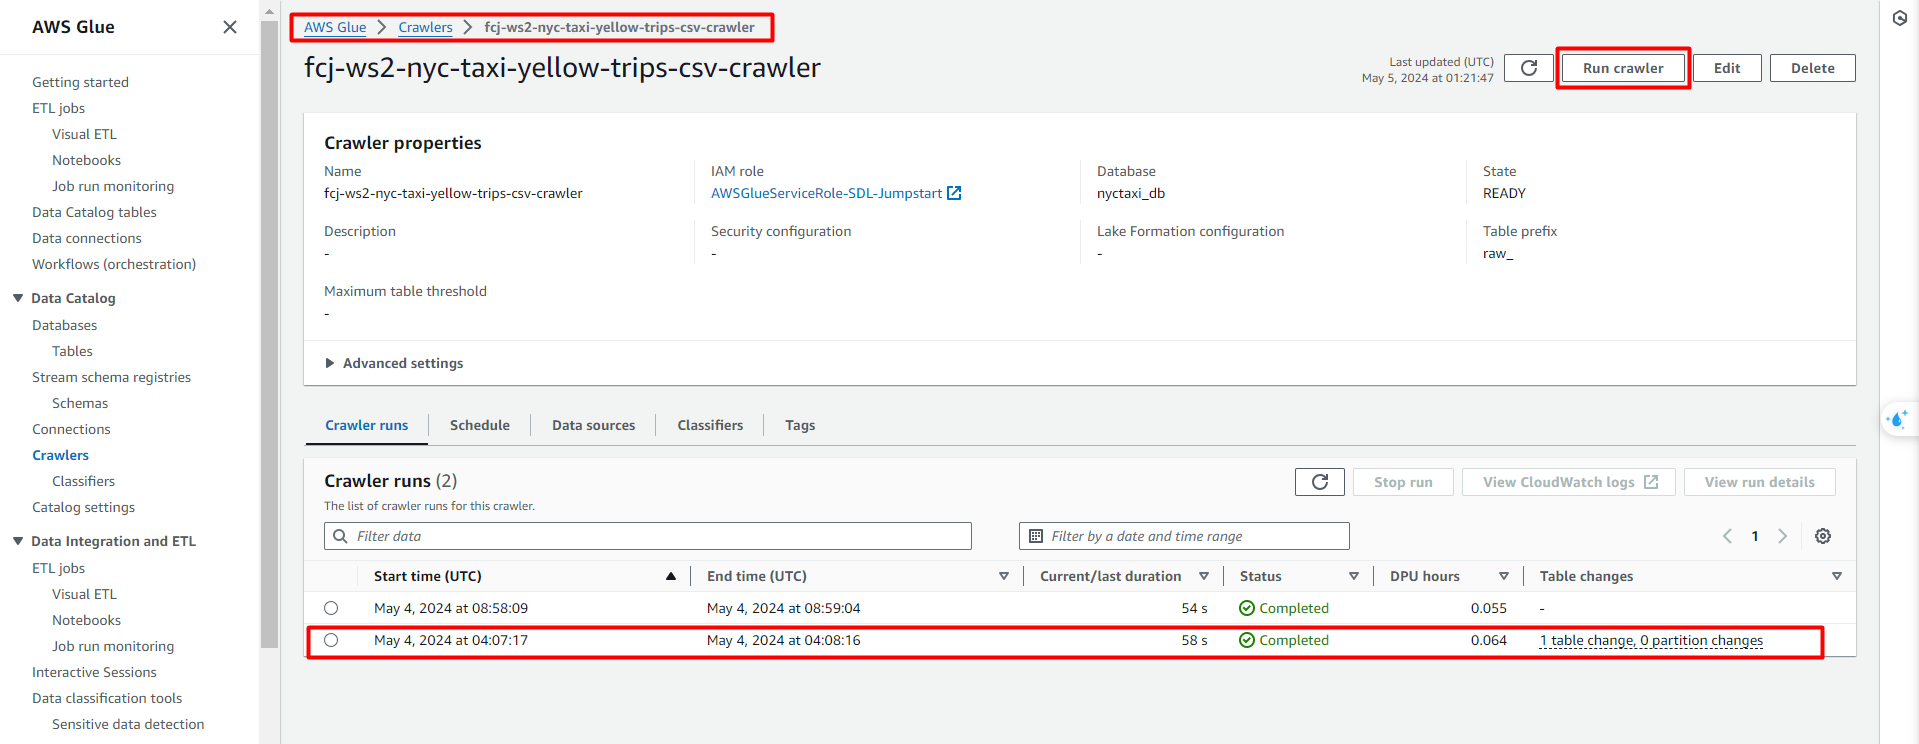 AWS Glue
Getting started
ETL jobs
Visual ETL
Notebooks
Job run monitoring
Data Catalog tables
Data connections
Workflows (orchestration)
Data Catalog
Databases
Tables
Stream schema registries
Schemas
Connections
Crawlers
Classifiers
Catalog settings
Data Integration and ETL
ETL jobs
Visual ETL
Notebooks
Job run monitoring
Interactive Sessions
Data classification tools
Sensitive data detection
AWS Glue > Crawlers > fcj-ws2-nyc-taxi-yellow-trips-csv-crawler
fcj-ws2-nyc-taxi-yellow-trips-csv-crawler
Last updated (UTC)
May 5, 2024 at 01:21:47
Run crawler
Edit
Delete
Crawler properties
Name
fcj-ws2-nyc-taxi-yellow-trips-csv-crawler
IAM role
AWSGlueServiceRole-SDL-Jumpstart
Database
nyctaxi_db
State
READY
Description
-
Security configuration
-
Lake Formation configuration
-
Table prefix
raw_
Maximum table threshold
-
Advanced settings
Crawler runs
Schedule
Data sources
Classifiers
Tags
Crawler runs (2)
The list of crawler runs for this crawler.
Stop run
View CloudWatch logs
View run details
Filter data
Filter by a date and time range
1
Start time (UTC) End time (UTC) Current/last duration Status DPU hours Table changes
May 4, 2024 at 08:58:09 May 4, 2024 at 08:59:04 54 s Completed 0.055 -
May 4, 2024 at 04:07:17 May 4, 2024 at 04:08:16 58 s Completed 0.064 1 table change, 0 partition changes